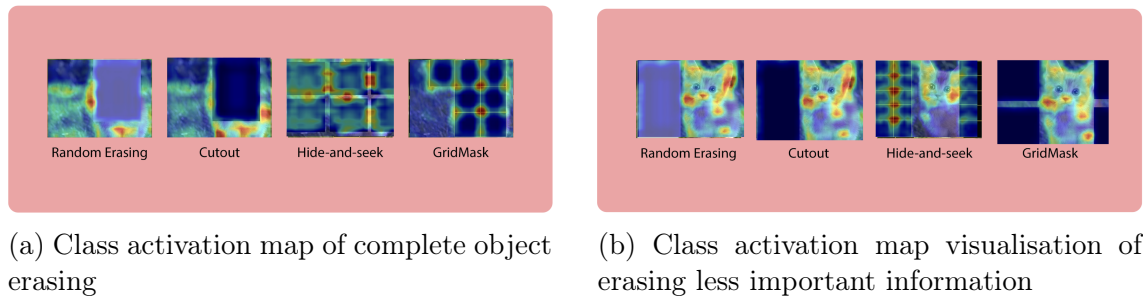 Random Erasing Cutout Hide-and-seek GridMask
(a) Class activation map of complete object
erasing
Random Erasing Cutout Hide-and-seek GridMask
(b) Class activation map visualisation of
erasing less important information